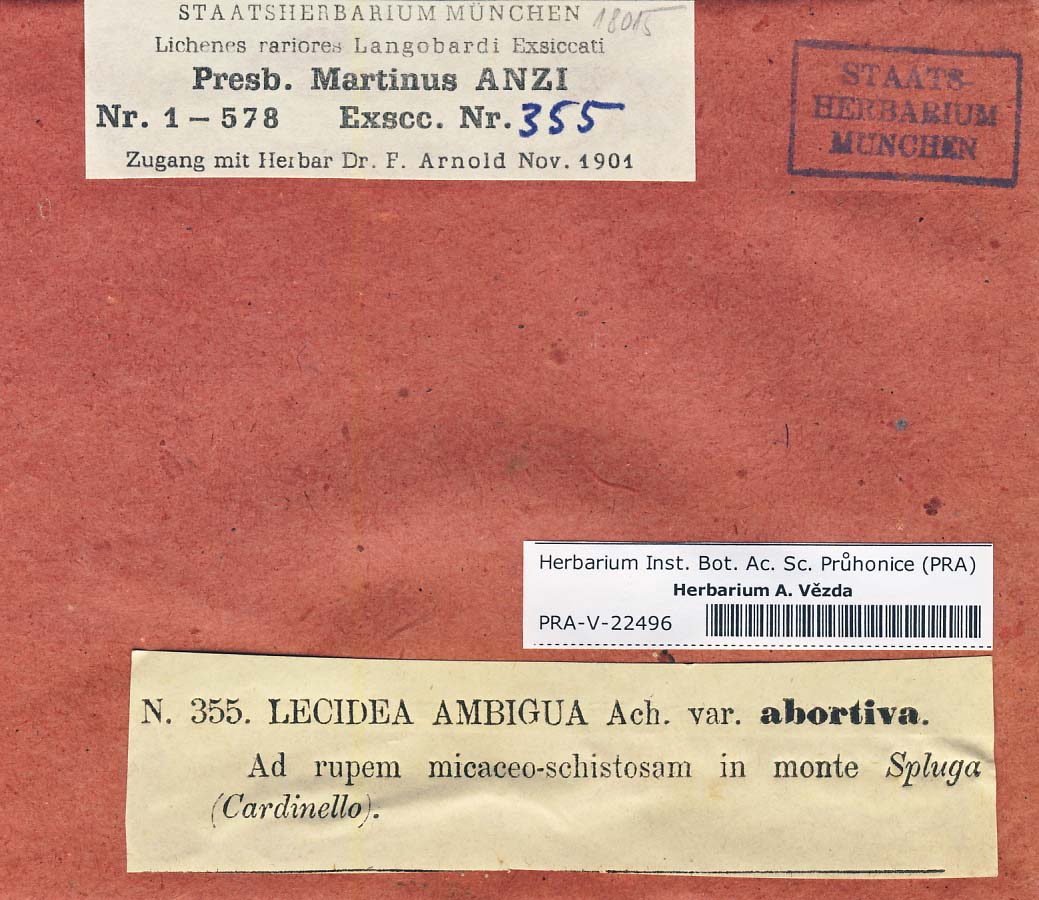 STAATSHERBARIUM MÜNCHEN 18015
Lichenes rariores Langobardi Exsiccati
Presb. Martinus ANZI
Nr. 1 – 578 Exscc. Nr. 355
Zugang mit Herbar Dr. F. Arnold Nov. 1901
STAATS-
HERBARIUM
MÜNCHEN
Herbarium Inst. Bot. Ac. Sc. Průhonice (PRA)
Herbarium A. Vězda
PRA-V-22496
N. 355. LECIDEA AMBIGUA Ach. var. abortiva.
Ad rupem micaceo-schistosam in monte Spluga
(Cardinello).